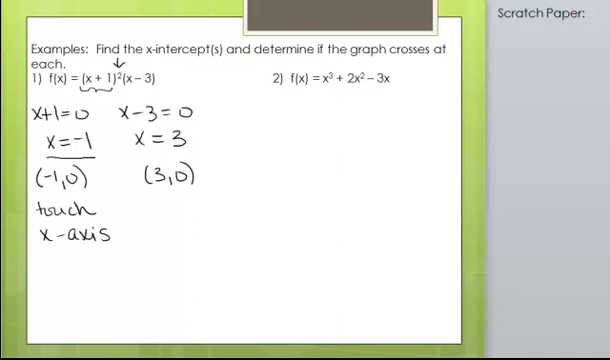 Scratch Paper:
Examples: Find the x-intercept(s) and determine if the graph crosses at
each.
1) f(x) = (x + 1)²(x – 3)
2) f(x) = x³ + 2x² – 3x
x+1=0 x-3=0
x=-1 x=3
(-1,0) (3,0)
touch
x-axis